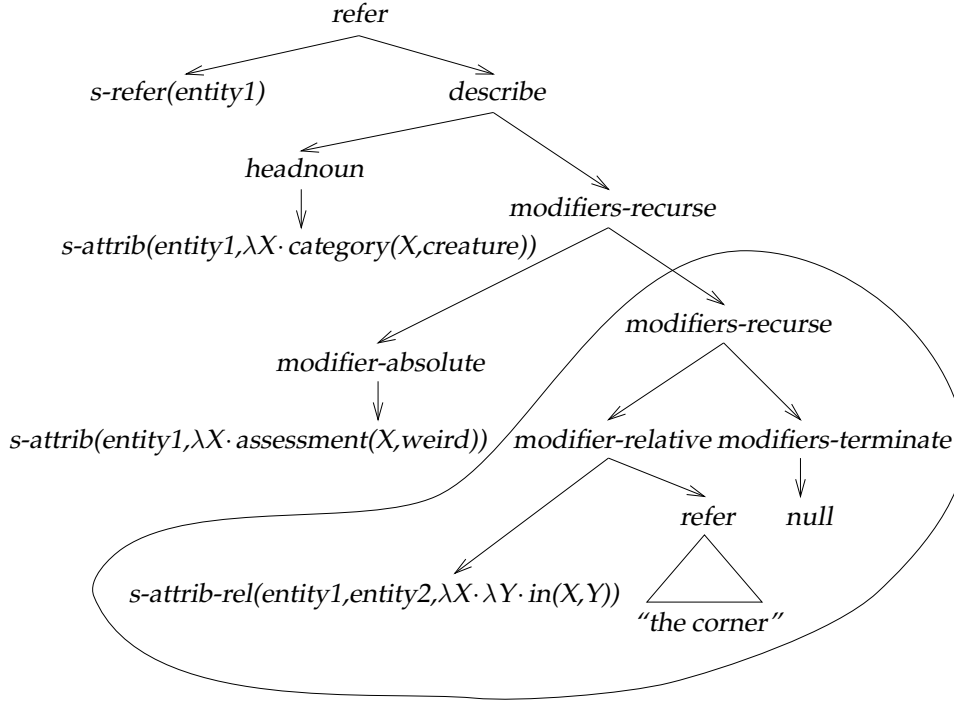 refer
s-refer(entity1) describe
headnoun
modifiers-recurse
s-attrib(entity1,λX· category(X,creature))
modifiers-recurse
modifier-absolute
s-attrib(entity1,λX· assessment(X,weird)) modifier-relative modifiers-terminate
refer null
s-attrib-rel(entity1,entity2,λX· λY· in(X,Y))
“the corner”